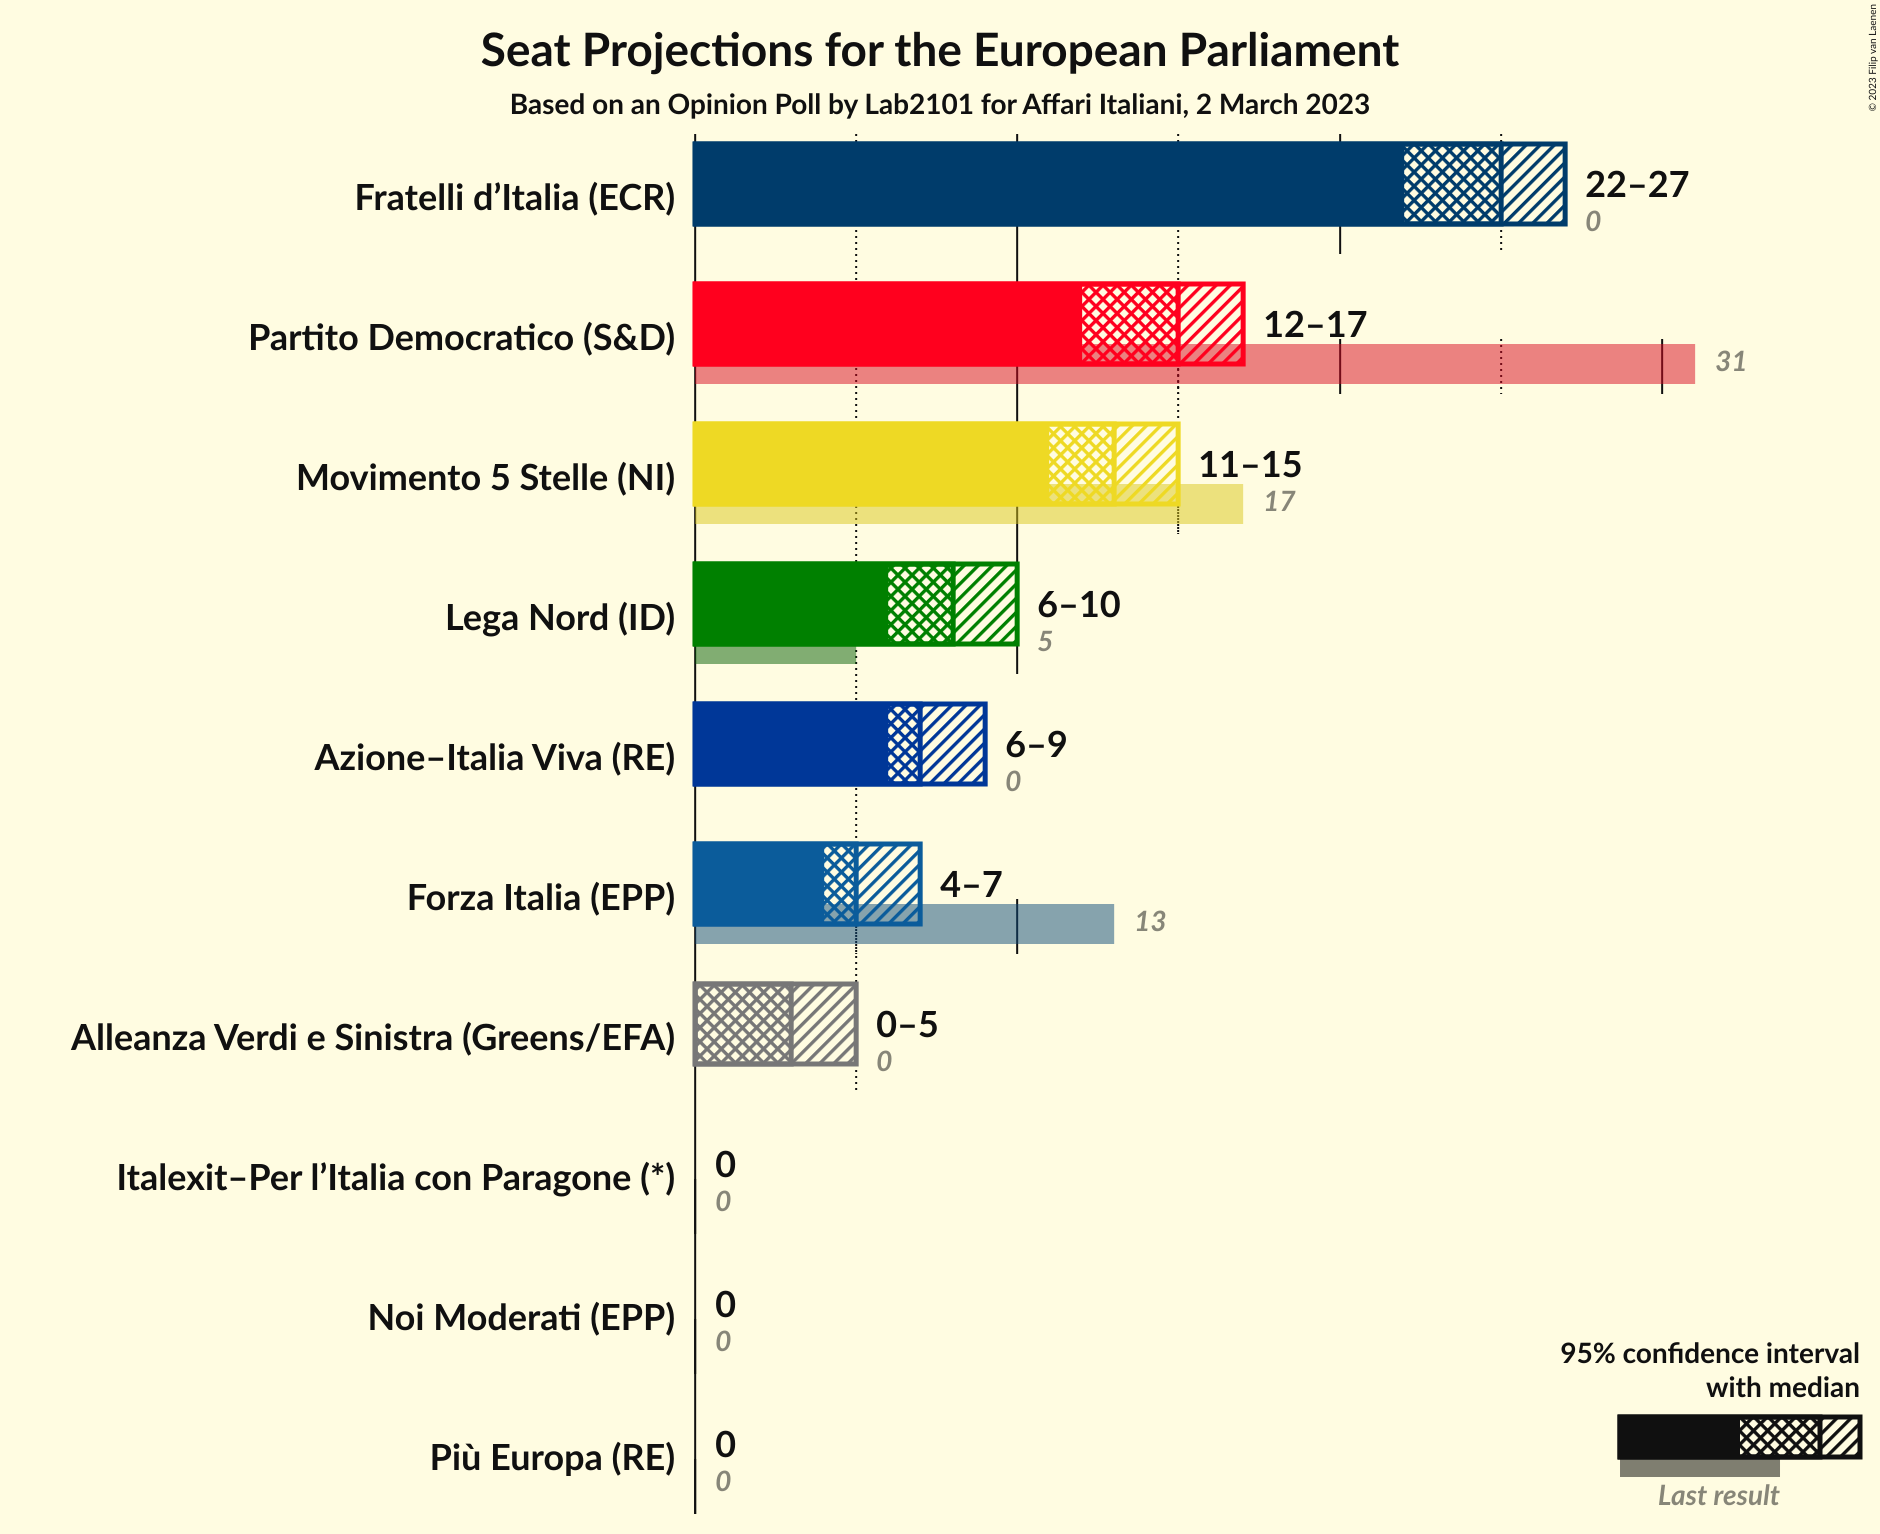 Seat Projections for the European Parliament
Based on an Opinion Poll by Lab2101 for Affari Italiani, 2 March 2023
© 2023 Filip van Laenen
Fratelli d’Italia (ECR)
22–27
0
Partito Democratico (S&D)
12–17
31
Movimento 5 Stelle (NI)
11–15
17
Lega Nord (ID)
6–10
5
Azione–Italia Viva (RE)
6–9
0
Forza Italia (EPP)
4–7
13
Alleanza Verdi e Sinistra (Greens/EFA)
0–5
0
Italexit–Per l’Italia con Paragone (*)
0
0
Noi Moderati (EPP)
0
0
Più Europa (RE)
0
0
95% confidence interval
with median
Last result